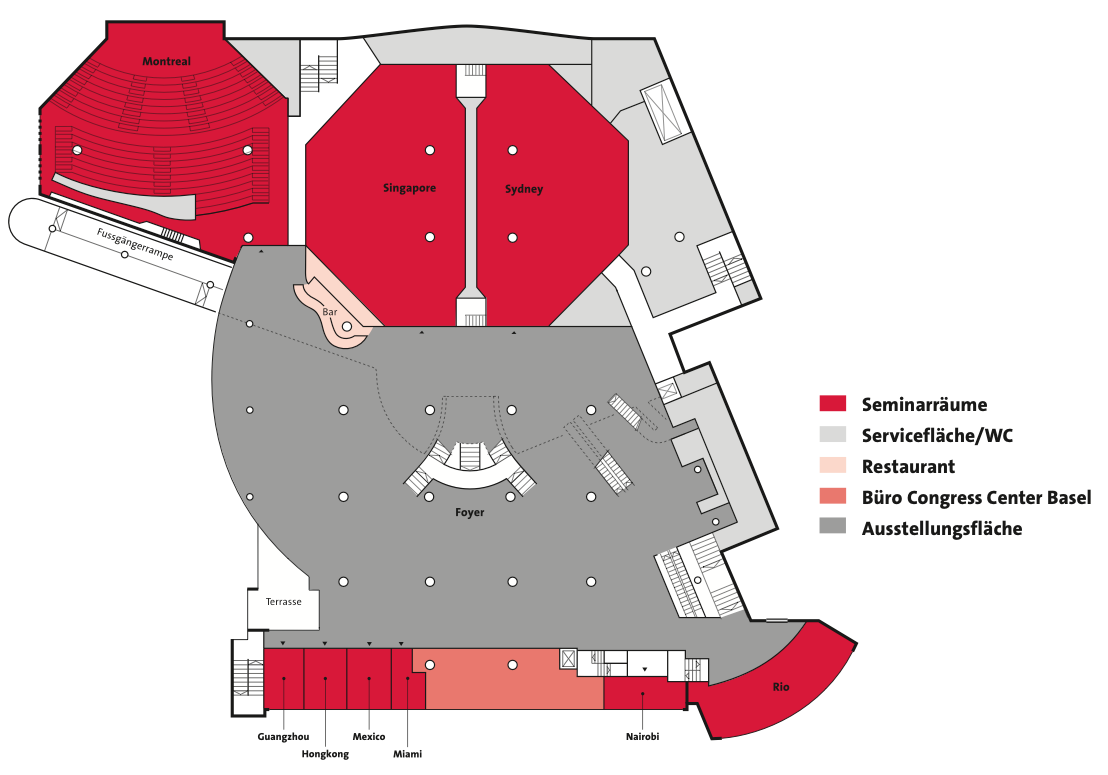 Montreal
Singapore
Sydney
Fussgängerrampe
Bar
Seminarräume
Servicefläche/WC
Restaurant
Büro Congress Center Basel
Ausstellungsfläche
Foyer
Terrasse
Rio
Guangzhou
Hongkong
Mexico
Miami
Nairobi